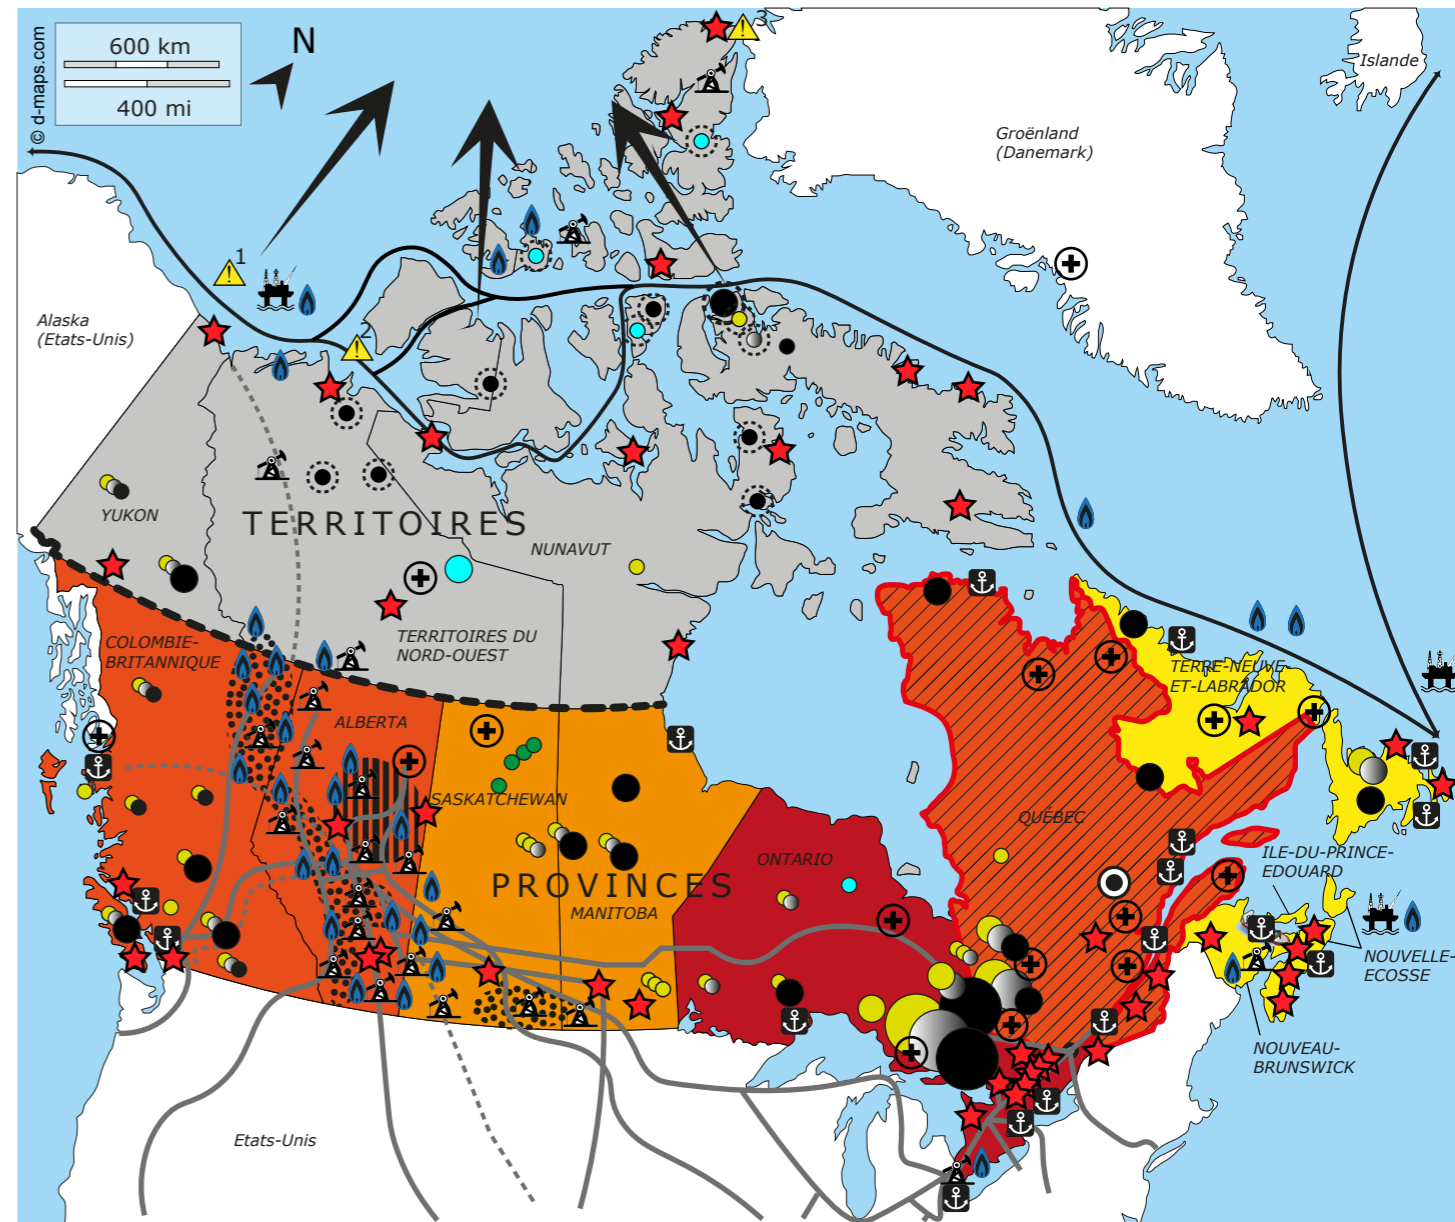 © d-maps.com
600 km
400 mi
N
3
Islande
Groënland
(Danemark)
1
Alaska
(Etats-Unis)
2
YUKON
TERRITOIRES
NUNAVUT
TERRITOIRES DU
NORD-OUEST
COLOMBIE-
BRITANNIQUE
TERRE-NEUVE-
ET-LABRADOR
ALBERTA
SASKATCHEWAN
QUÉBEC
ONTARIO
ILE-DU-PRINCE-
EDOUARD
PROVINCES
MANITOBA
NOUVELLE-
ECOSSE
NOUVEAU-
BRUNSWICK
Etats-Unis